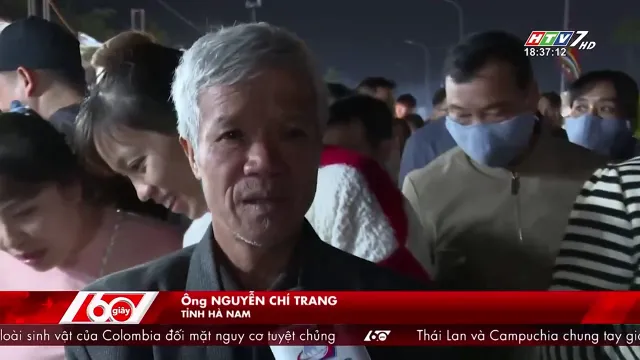 HTV7 HD
18:37:12
60 giây
Ông NGUYỄN CHÍ TRANG
TỈNH HÀ NAM
loài sinh vật của Colombia đối mặt nguy cơ tuyệt chủng 60 Thái Lan và Campuchia chung tay